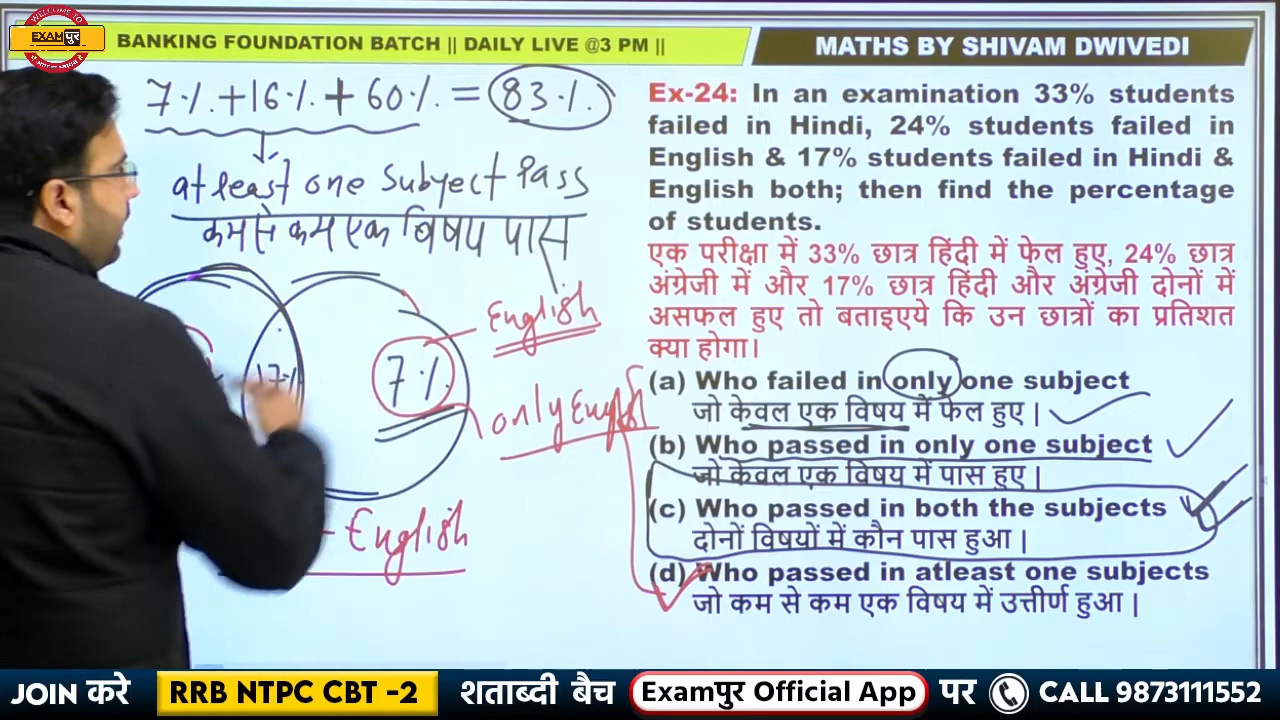 WELCOME TO
EXAMपुर
BANKING FOUNDATION BATCH || DAILY LIVE @3 PM ||
MATHS BY SHIVAM DWIVEDI
7%+16%+60% = 83%
at least one Subject Pass
कम से कम एक विषय पास
English
17%
7%
only English
English
Ex-24: In an examination 33% students
failed in Hindi, 24% students failed in
English & 17% students failed in Hindi &
English both; then find the percentage
of students.
एक परीक्षा में 33% छात्र हिंदी में फेल हुए, 24% छात्र
अंग्रेजी में और 17% छात्र हिंदी और अंग्रेजी दोनों में
असफल हुए तो बताइएये कि उन छात्रों का प्रतिशत
क्या होगा।
(a) Who failed in only one subject
जो केवल एक विषय में फेल हुए |
(b) Who passed in only one subject
जो केवल एक विषय में पास हुए |
(c) Who passed in both the subjects
दोनों विषयों में कौन पास हुआ |
(d) Who passed in atleast one subjects
जो कम से कम एक विषय में उत्तीर्ण हुआ |
JOIN करे RRB NTPC CBT -2 शताब्दी बैच Examपुर Official App पर CALL 9873111552